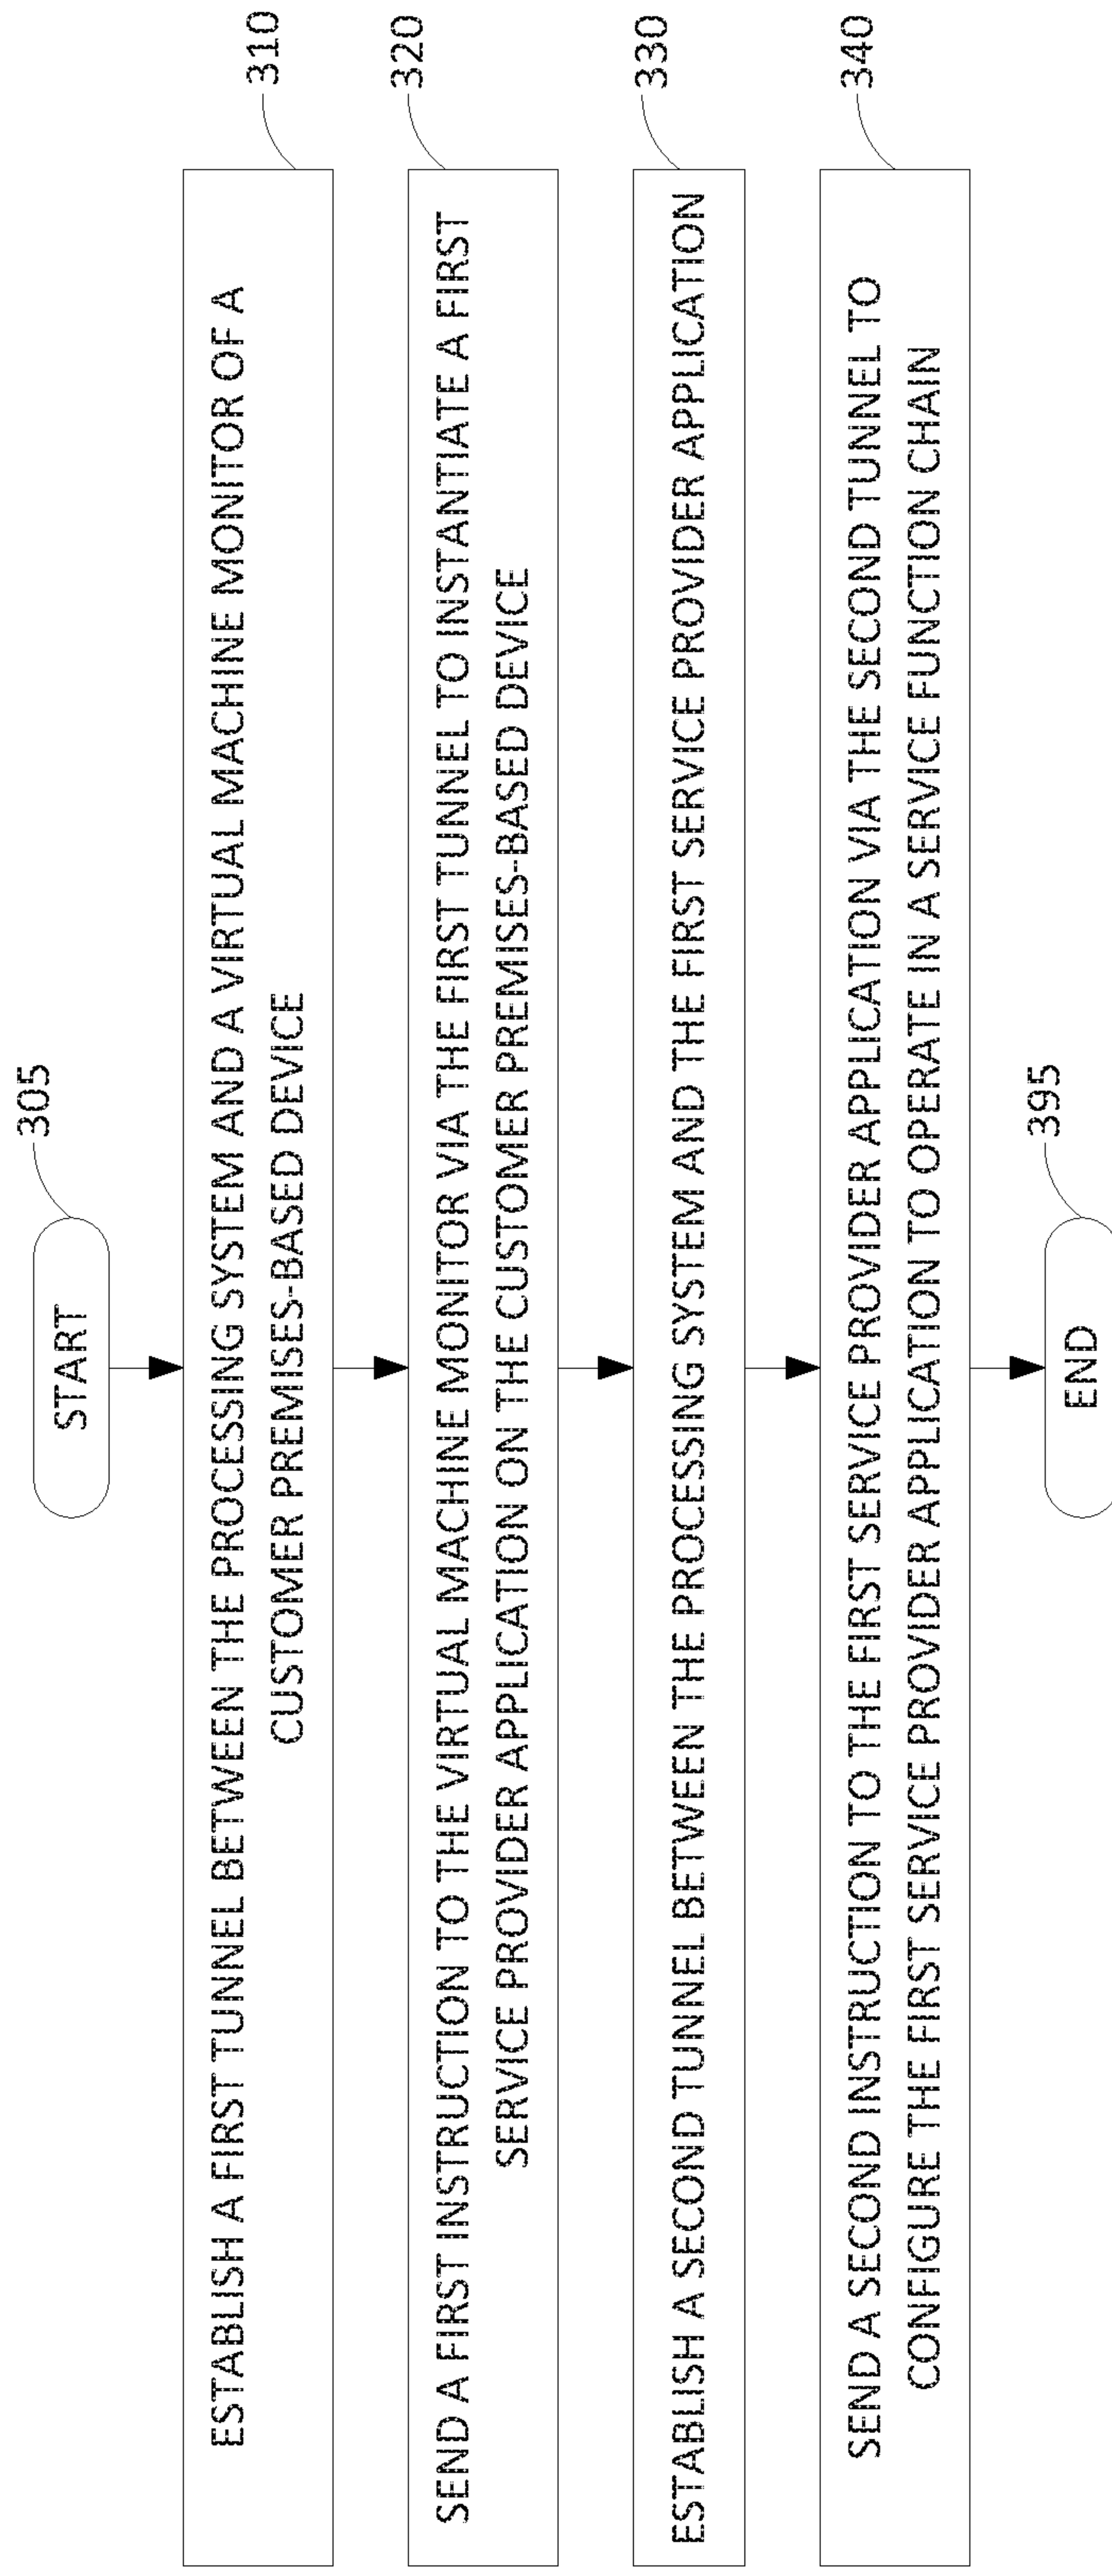 305
START
310
ESTABLISH A FIRST TUNNEL BETWEEN THE PROCESSING SYSTEM AND A VIRTUAL MACHINE MONITOR OF A
CUSTOMER PREMISES-BASED DEVICE
320
SEND A FIRST INSTRUCTION TO THE VIRTUAL MACHINE MONITOR VIA THE FIRST TUNNEL TO INSTANTIATE A FIRST
SERVICE PROVIDER APPLICATION ON THE CUSTOMER PREMISES-BASED DEVICE
330
ESTABLISH A SECOND TUNNEL BETWEEN THE PROCESSING SYSTEM AND THE FIRST SERVICE PROVIDER APPLICATION
340
SEND A SECOND INSTRUCTION TO THE FIRST SERVICE PROVIDER APPLICATION VIA THE SECOND TUNNEL TO
CONFIGURE THE FIRST SERVICE PROVIDER APPLICATION TO OPERATE IN A SERVICE FUNCTION CHAIN
395
END